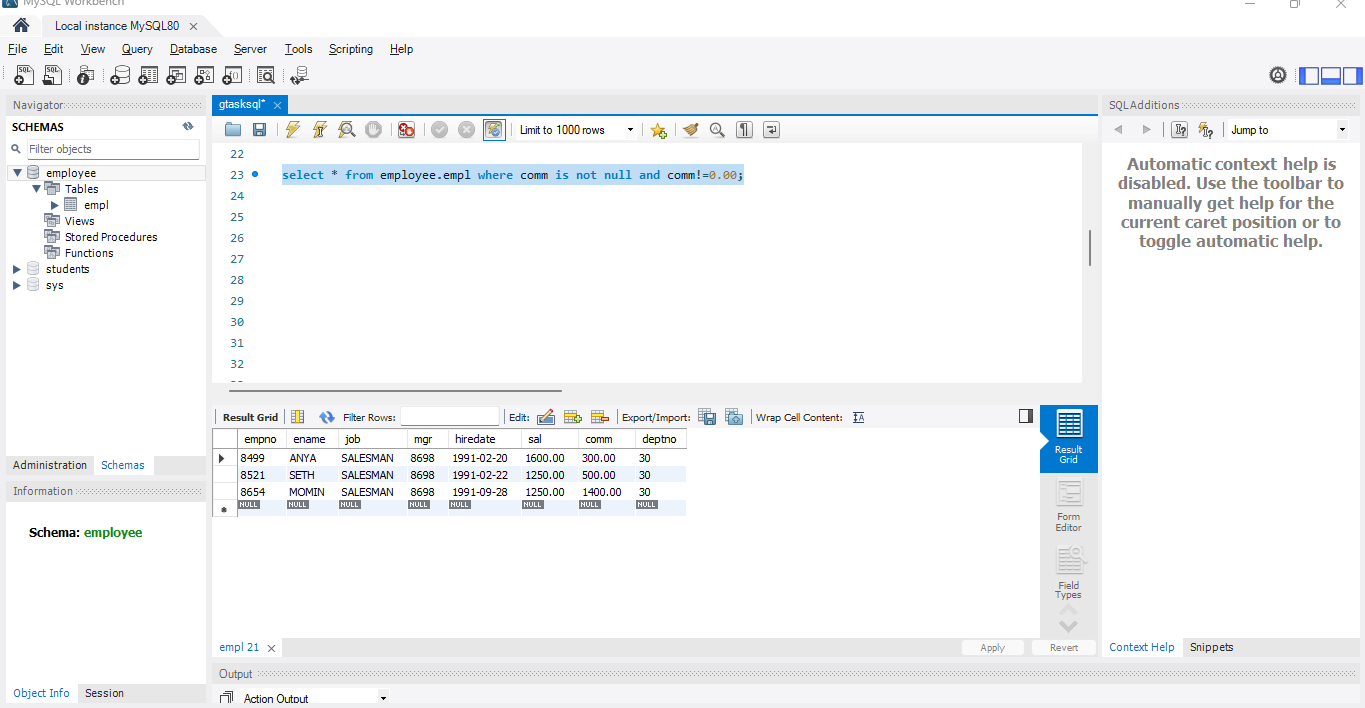 MySQL Workbench
Local instance MySQL80
File Edit View Query Database Server Tools Scripting Help
Navigator
SCHEMAS
Filter objects
employee
Tables
empl
Views
Stored Procedures
Functions
students
sys
Administration Schemas
Information
Schema: employee
Object Info Session
gtasksql*
Limit to 1000 rows
22
23 select * from employee.empl where comm is not null and comm!=0.00;
24
25
26
27
28
29
30
31
32
Result Grid Filter Rows: Edit: Export/Import: Wrap Cell Content:
empno ename job mgr hiredate sal comm deptno
8499 ANYA SALESMAN 8698 1991-02-20 1600.00 300.00 30
8521 SETH SALESMAN 8698 1991-02-22 1250.00 500.00 30
8654 MOMIN SALESMAN 8698 1991-09-28 1250.00 1400.00 30
NULL NULL NULL NULL NULL NULL NULL NULL
Result
Grid
Form
Editor
Field
Types
empl 21
Apply Revert
Output
Action Output
SQLAdditions
Jump to
Automatic context help is
disabled. Use the toolbar to
manually get help for the
current caret position or to
toggle automatic help.
Context Help Snippets